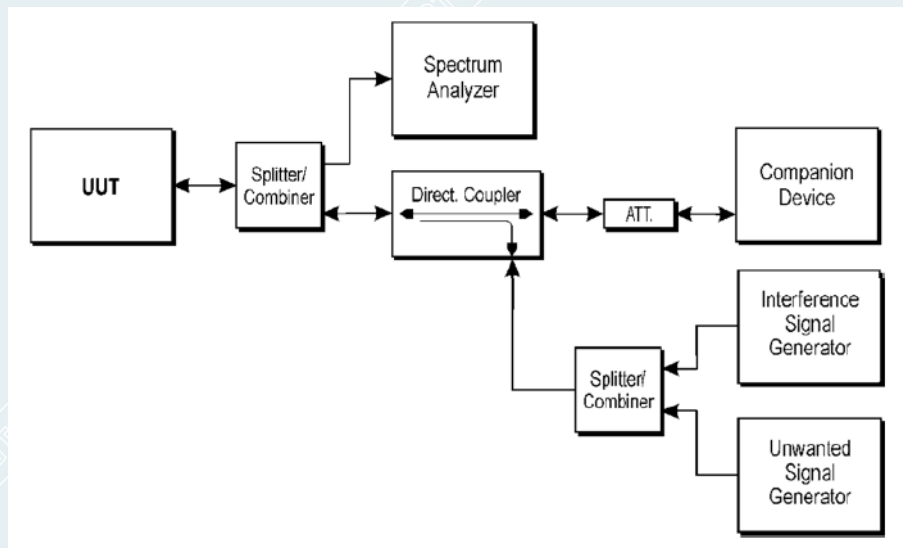 Spectrum
Analyzer
UUT
Splitter/
Combiner
Direct. Coupler
ATT.
Companion
Device
Interference
Signal
Generator
Splitter/
Combiner
Unwanted
Signal
Generator